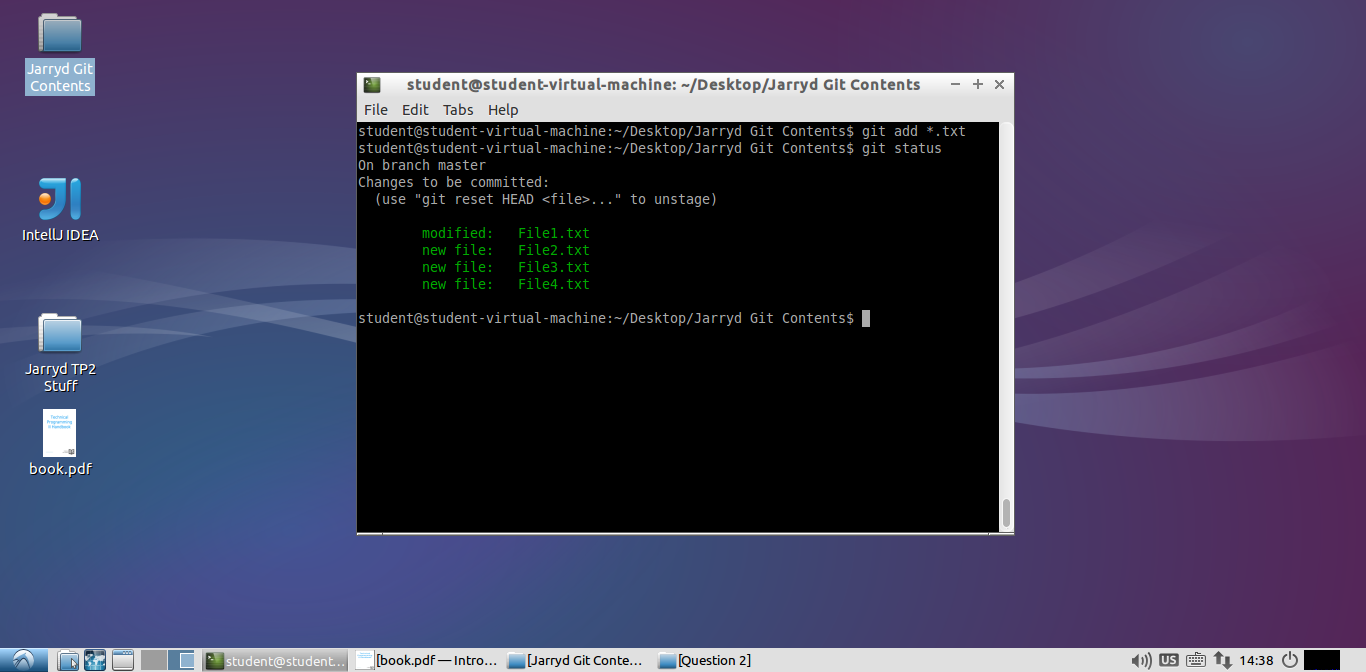 Jarryd Git
Contents
IntellJ IDEA
Jarryd TP2
Stuff
Technical
Programming
II Handbook
book.pdf
student@student-virtual-machine: ~/Desktop/Jarryd Git Contents
File Edit Tabs Help
student@student-virtual-machine:~/Desktop/Jarryd Git Contents$ git add *.txt
student@student-virtual-machine:~/Desktop/Jarryd Git Contents$ git status
On branch master
Changes to be committed:
(use "git reset HEAD <file>..." to unstage)
modified: File1.txt
new file: File2.txt
new file: File3.txt
new file: File4.txt
student@student-virtual-machine:~/Desktop/Jarryd Git Contents$
student@student... [book.pdf — Intro... [Jarryd Git Conte... [Question 2] US 14:38